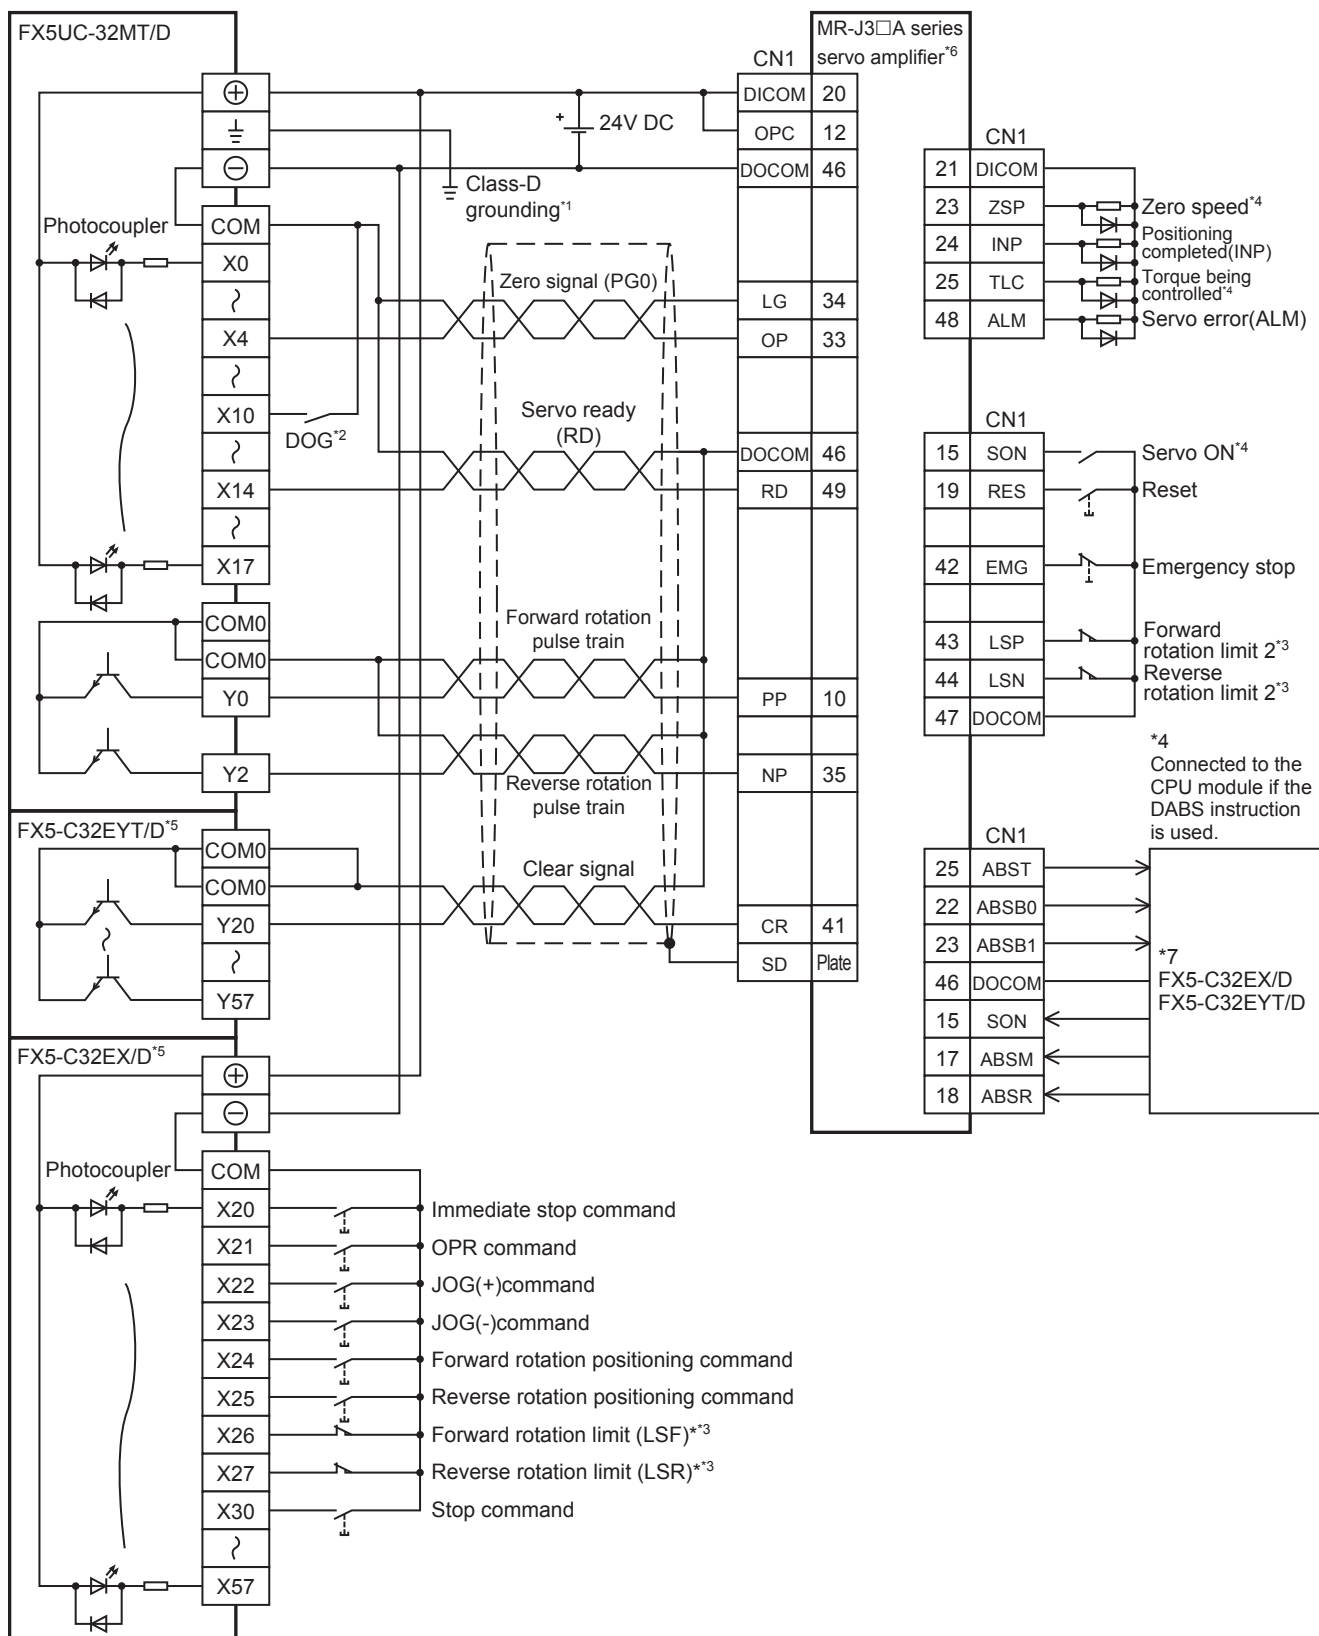 FX5UC-32MT/D
MR-J3□A series
servo amplifier*6
CN1
DICOM 20
OPC 12
DOCOM 46
24V DC
+
Class-D
grounding*1
COM
Photocoupler
X0
X4
X10
X14
X17
DOG*2
Zero signal (PG0)
LG 34
OP 33
Servo ready
(RD)
DOCOM 46
RD 49
COM0
COM0
Y0
Y2
Forward rotation
pulse train
PP 10
NP 35
Reverse rotation
pulse train
FX5-C32EYT/D*5
COM0
COM0
Y20
Y57
Clear signal
CR 41
SD Plate
CN1
21 DICOM
23 ZSP Zero speed*4
24 INP Positioning
completed(INP)
25 TLC Torque being
controlled*4
48 ALM Servo error(ALM)
CN1
15 SON Servo ON*4
19 RES Reset
42 EMG Emergency stop
43 LSP Forward
rotation limit 2*3
44 LSN Reverse
rotation limit 2*3
47 DOCOM
*4
Connected to the
CPU module if the
DABS instruction
is used.
CN1
25 ABST
22 ABSB0
23 ABSB1
46 DOCOM
15 SON
17 ABSM
18 ABSR
*7
FX5-C32EX/D
FX5-C32EYT/D
FX5-C32EX/D*5
Photocoupler
COM
X20 Immediate stop command
X21 OPR command
X22 JOG(+)command
X23 JOG(-)command
X24 Forward rotation positioning command
X25 Reverse rotation positioning command
X26 Forward rotation limit (LSF)**3
X27 Reverse rotation limit (LSR)**3
X30 Stop command
X57